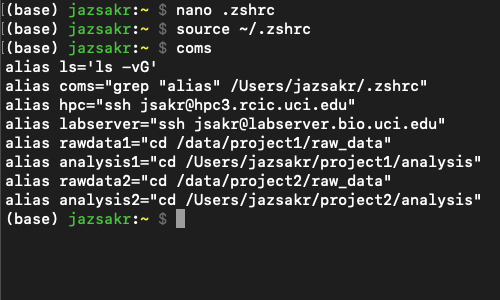 (base) jazsakr:~ $ nano .zshrc
(base) jazsakr:~ $ source ~/.zshrc
(base) jazsakr:~ $ coms
alias ls='ls -vG'
alias coms="grep "alias" /Users/jazsakr/.zshrc"
alias hpc="ssh jsakr@hpc3.rcic.uci.edu"
alias labserver="ssh jsakr@labserver.bio.uci.edu"
alias rawdata1="cd /data/project1/raw_data"
alias analysis1="cd /Users/jazsakr/project1/analysis"
alias rawdata2="cd /data/project2/raw_data"
alias analysis2="cd /Users/jazsakr/project2/analysis"
(base) jazsakr:~ $